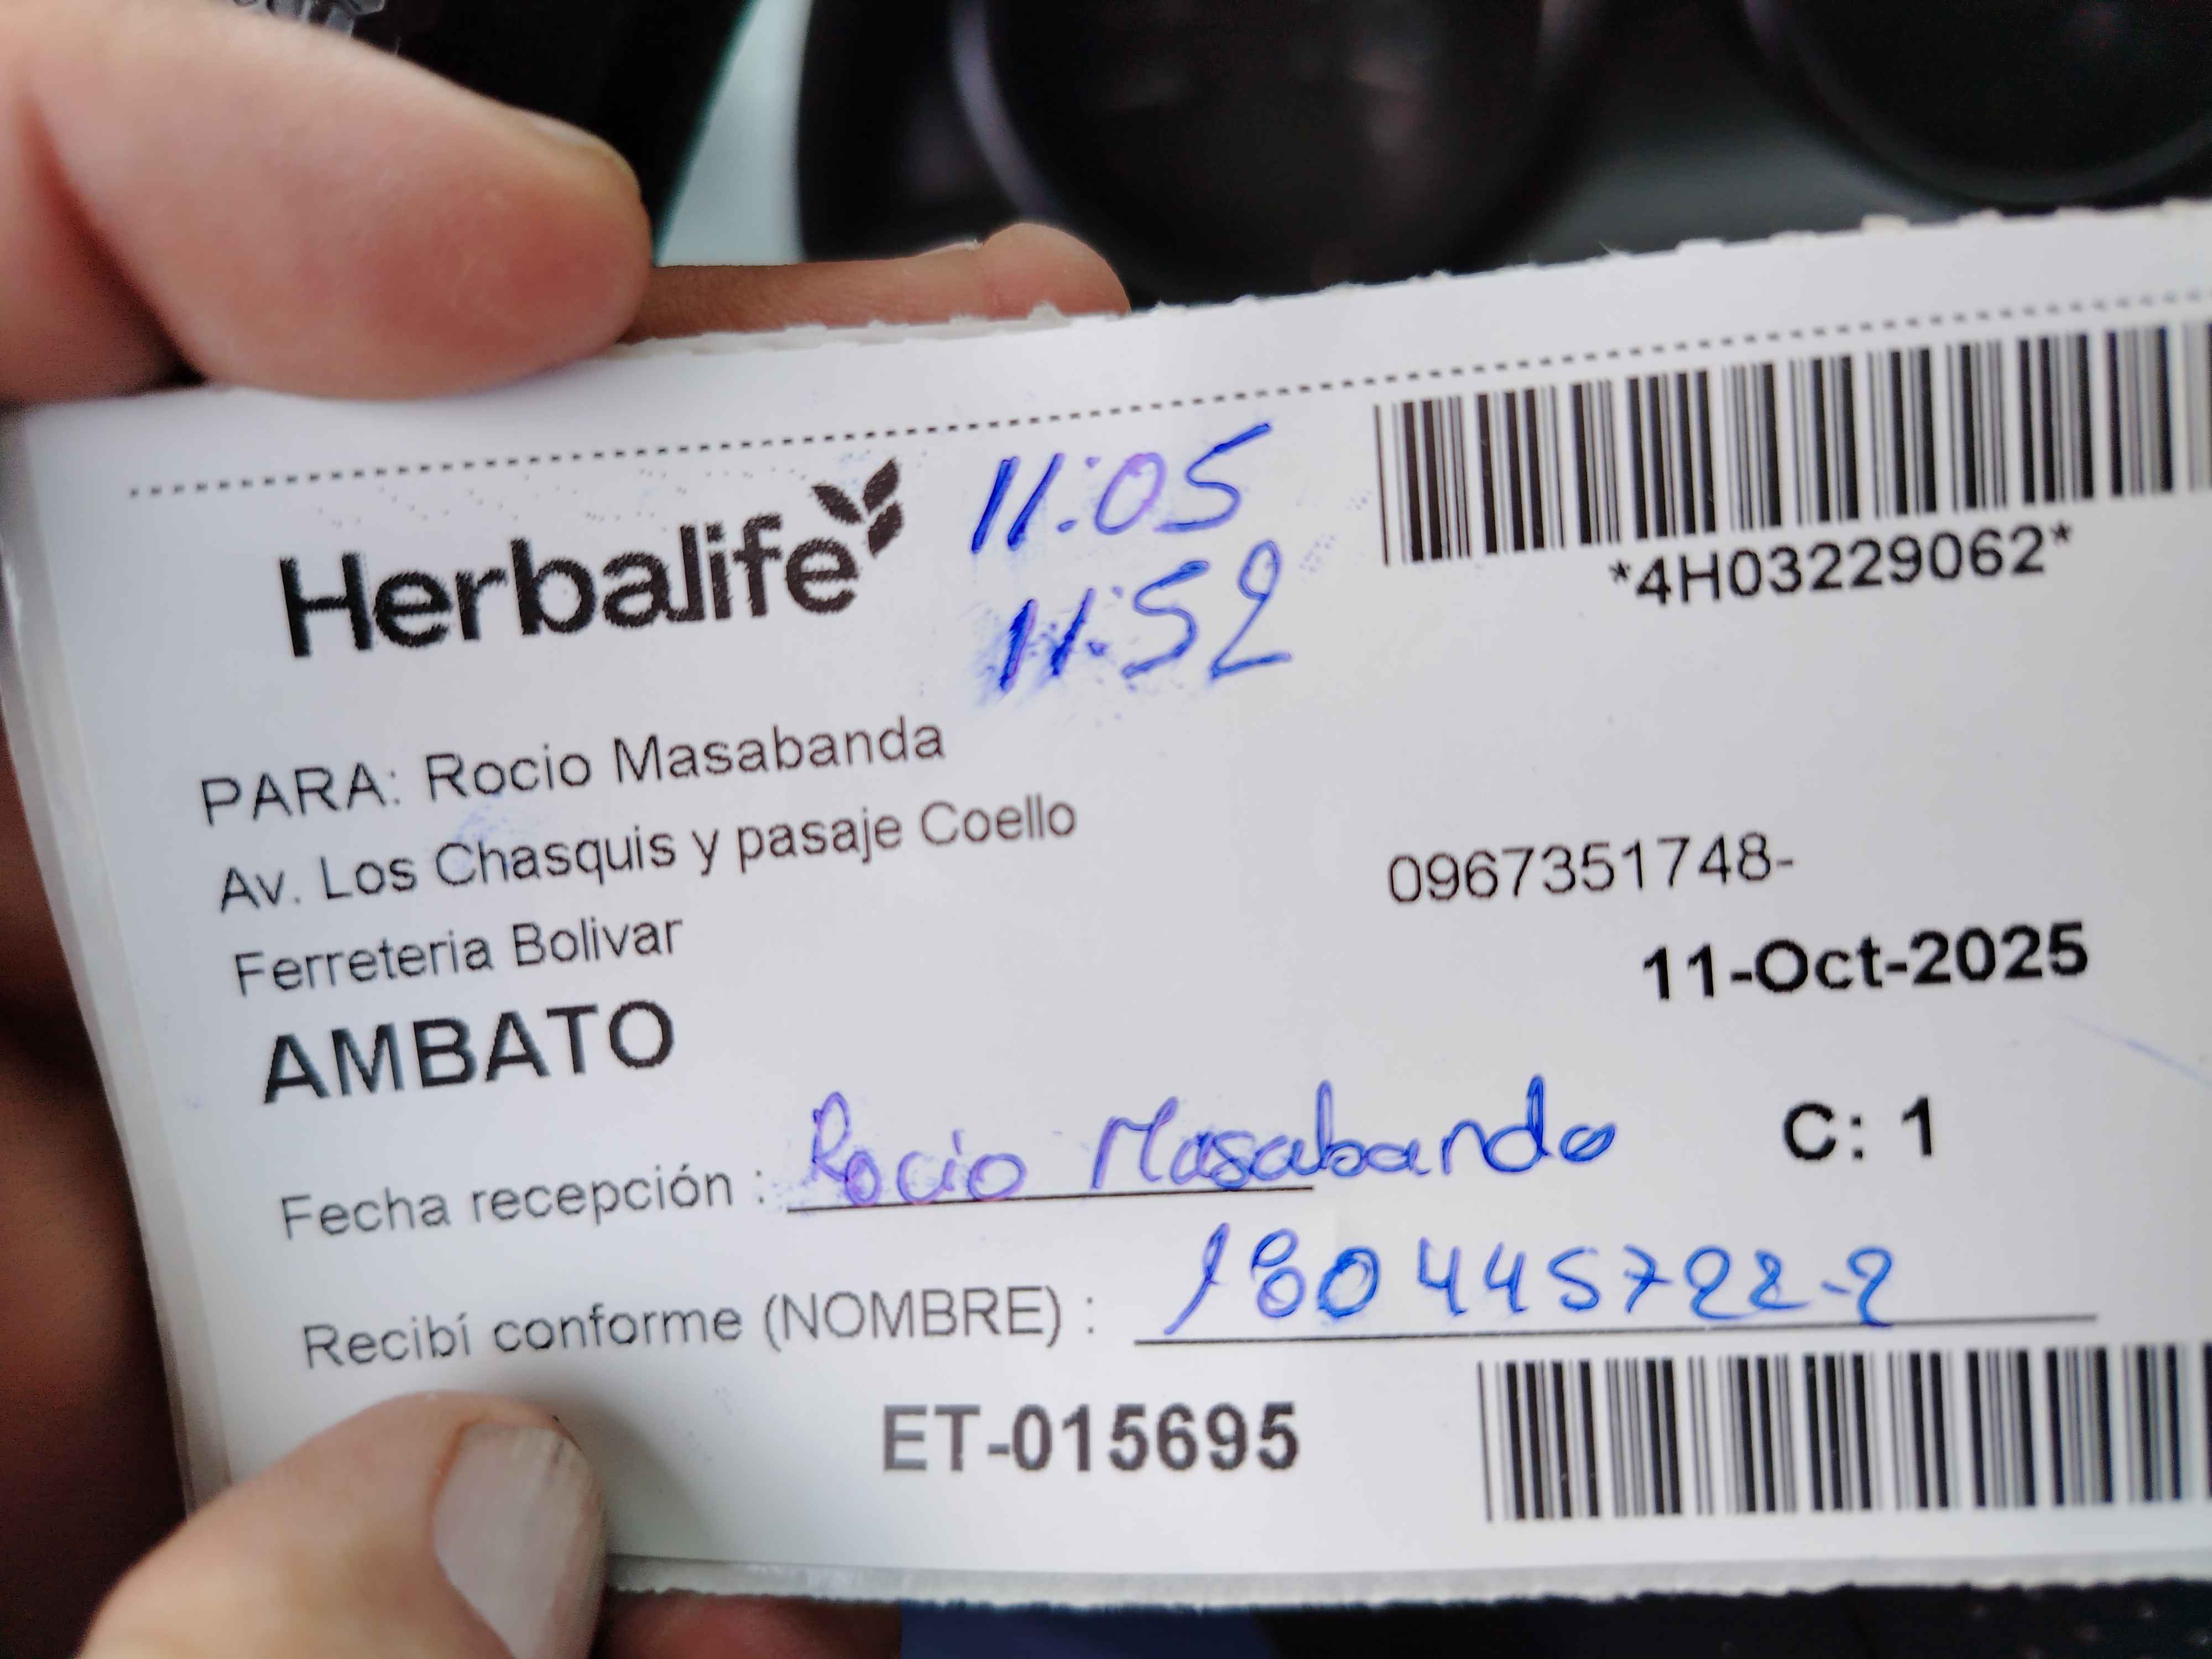 Herbalife
11:05
11:52
*4H03229062*
PARA: Rocio Masabanda
Av. Los Chasquis y pasaje Coello
0967351748-
Ferreteria Bolivar
11-Oct-2025
AMBATO
C: 1
Fecha recepción : Rocio Masabanda
Recibí conforme (NOMBRE) : 180445722-2
ET-015695